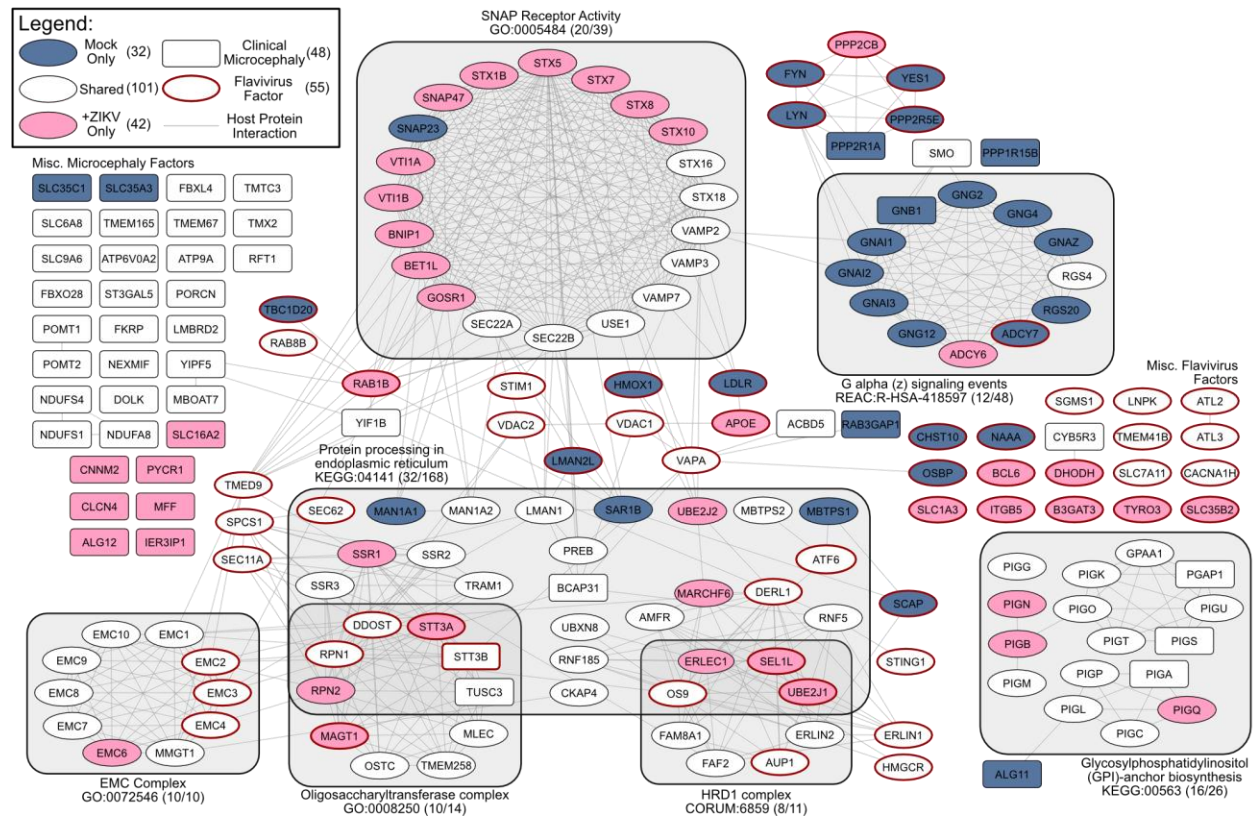 Legend:
Mock Only (32)
Clinical Microcephaly (48)
Shared (101)
Flavivirus Factor (55)
+ZIKV Only (42)
Host Protein Interaction
SNAP Receptor Activity
GO:0005484 (20/39)
STX5
STX1B
STX7
SNAP47
STX8
SNAP23
STX10
VTI1A
STX16
VTI1B
STX18
BNIP1
VAMP2
BET1L
VAMP3
GOSR1
VAMP7
SEC22A
USE1
SEC22B
PPP2CB
FYN
YES1
LYN
PPP2R5E
PPP2R1A
SMO
PPP1R15B
GNG2
GNB1
GNG4
GNAI1
GNAZ
GNAI2
RGS4
GNAI3
RGS20
GNG12
ADCY7
ADCY6
G alpha (z) signaling events
REAC:R-HSA-418597 (12/48)
Misc. Microcephaly Factors
SLC35C1 SLC35A3 FBXL4 TMTC3
SLC6A8 TMEM165 TMEM67 TMX2
SLC9A6 ATP6V0A2 ATP9A RFT1
FBXO28 ST3GAL5 PORCN
POMT1 FKRP LMBRD2
POMT2 NEXMIF YIPF5
NDUFS4 DOLK MBOAT7
NDUFS1 NDUFA8 SLC16A2
CNNM2 PYCR1
CLCN4 MFF
ALG12 IER3IP1
TBC1D20
RAB8B
RAB1B
YIF1B
STIM1
HMOX1
LDLR
VDAC2
VDAC1
APOE
ACBD5
RAB3GAP1
LMAN2L
VAPA
TMED9
SPCS1
SEC11A
Misc. Flavivirus
Factors
SGMS1 LNPK ATL2
CHST10 NAAA CYB5R3 TMEM41B ATL3
OSBP BCL6 DHODH SLC7A11 CACNA1H
SLC1A3 ITGB5 B3GAT3 TYRO3 SLC35B2
Protein processing in
endoplasmic reticulum
KEGG:04141 (32/168)
SEC62
MAN1A1
MAN1A2
LMAN1
SAR1B
UBE2J2
MBTPS2
MBTPS1
SSR1
SSR2
PREB
ATF6
SSR3
TRAM1
BCAP31
MARCHF6
DERL1
SCAP
UBXN8
AMFR
RNF5
RNF185
CKAP4
STING1
ERLIN1
HMGCR
DDOST
STT3A
RPN1
STT3B
RPN2
TUSC3
MAGT1
MLEC
OSTC
TMEM258
Oligosaccharyltransferase complex
GO:0008250 (10/14)
ERLEC1
SEL1L
OS9
UBE2J1
FAM8A1
ERLIN2
FAF2
AUP1
HRD1 complex
CORUM:6859 (8/11)
EMC10
EMC1
EMC9
EMC2
EMC8
EMC3
EMC7
EMC4
EMC6
MMGT1
EMC Complex
GO:0072546 (10/10)
PIGG
GPAA1
PIGK
PGAP1
PIGN
PIGO
PIGU
PIGB
PIGT
PIGS
PIGM
PIGP
PIGA
PIGL
PIGQ
PIGC
ALG11
Glycosylphosphatidylinositol
(GPI)-anchor biosynthesis
KEGG:00563 (16/26)